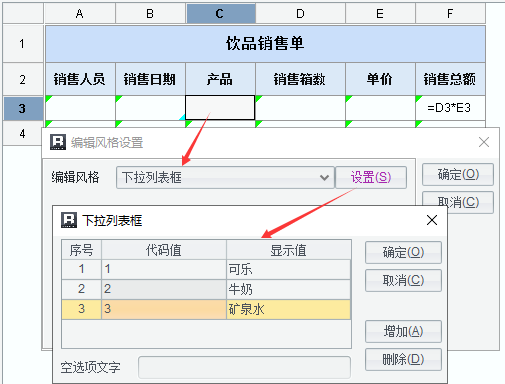 A B C D E F
1 饮品销售单
2 销售人员 销售日期 产品 销售箱数 单价 销售总额
3 =D3*E3
4
编辑风格设置
编辑风格 下拉列表框 设置(S) 确定(O)
取消(C)
下拉列表框
序号 代码值 显示值 确定(O)
1 1 可乐
2 2 牛奶 取消(C)
3 3 矿泉水
增加(A)
空选项文字 删除(D)